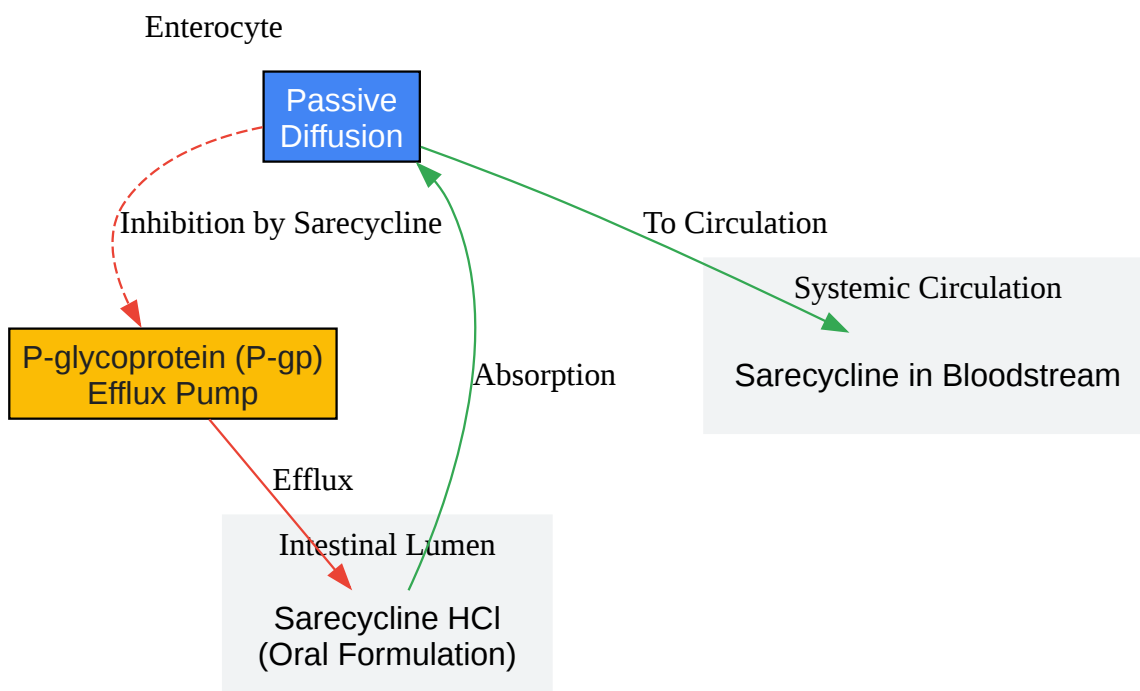 Enterocyte
Passive
Diffusion
Inhibition by Sarecycline
To Circulation
Systemic Circulation
P-glycoprotein (P-gp)
Efflux Pump
Absorption
Sarecycline in Bloodstream
Efflux
Intestinal Lumen
Sarecycline HCl
(Oral Formulation)